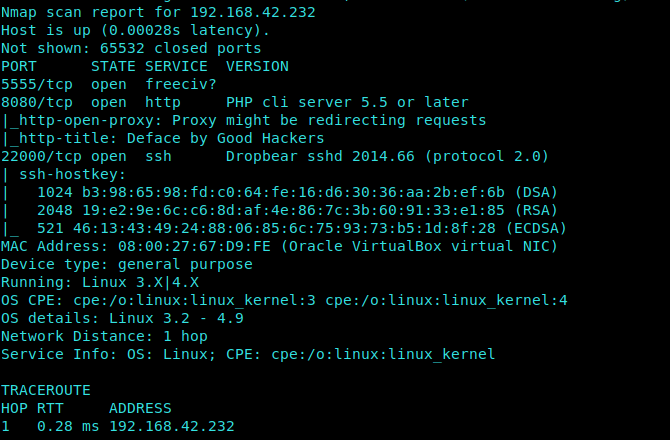 Nmap scan report for 192.168.42.232
Host is up (0.00028s latency).
Not shown: 65532 closed ports
PORT      STATE SERVICE  VERSION
5555/tcp  open  freeciv?
8080/tcp  open  http     PHP cli server 5.5 or later
|_http-open-proxy: Proxy might be redirecting requests
|_http-title: Deface by Good Hackers
22000/tcp open  ssh      Dropbear sshd 2014.66 (protocol 2.0)
| ssh-hostkey:
|   1024 b3:98:65:98:fd:c0:64:fe:16:d6:30:36:aa:2b:ef:6b (DSA)
|   2048 19:e2:9e:6c:c6:8d:af:4e:86:7c:3b:60:91:33:e1:85 (RSA)
|_  521 46:13:43:49:24:88:06:85:6c:75:93:73:b5:1d:8f:28 (ECDSA)
MAC Address: 08:00:27:67:D9:FE (Oracle VirtualBox virtual NIC)
Device type: general purpose
Running: Linux 3.X|4.X
OS CPE: cpe:/o:linux:linux_kernel:3 cpe:/o:linux:linux_kernel:4
OS details: Linux 3.2 - 4.9
Network Distance: 1 hop
Service Info: OS: Linux; CPE: cpe:/o:linux:linux_kernel
TRACEROUTE
HOP RTT     ADDRESS
1   0.28 ms 192.168.42.232